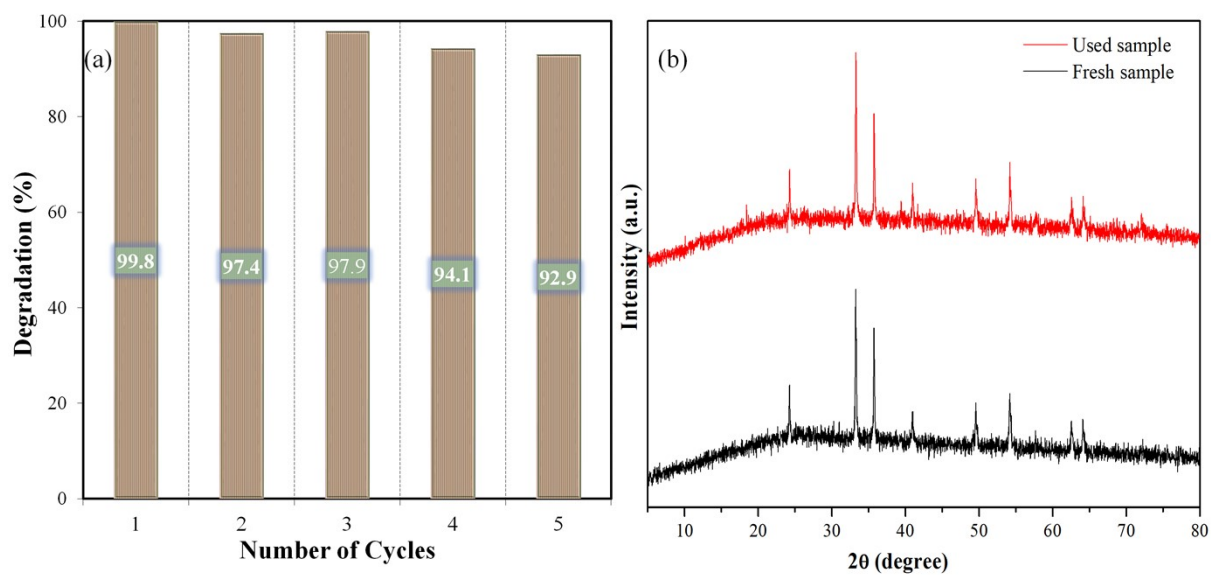 (a)
Degradation (%)
100
80
60
40
20
0
99.8
97.4
97.9
94.1
92.9
1 2 3 4 5
Number of Cycles
(b)
Used sample
Fresh sample
Intensity (a.u.)
10 20 30 40 50 60 70 80
2θ (degree)